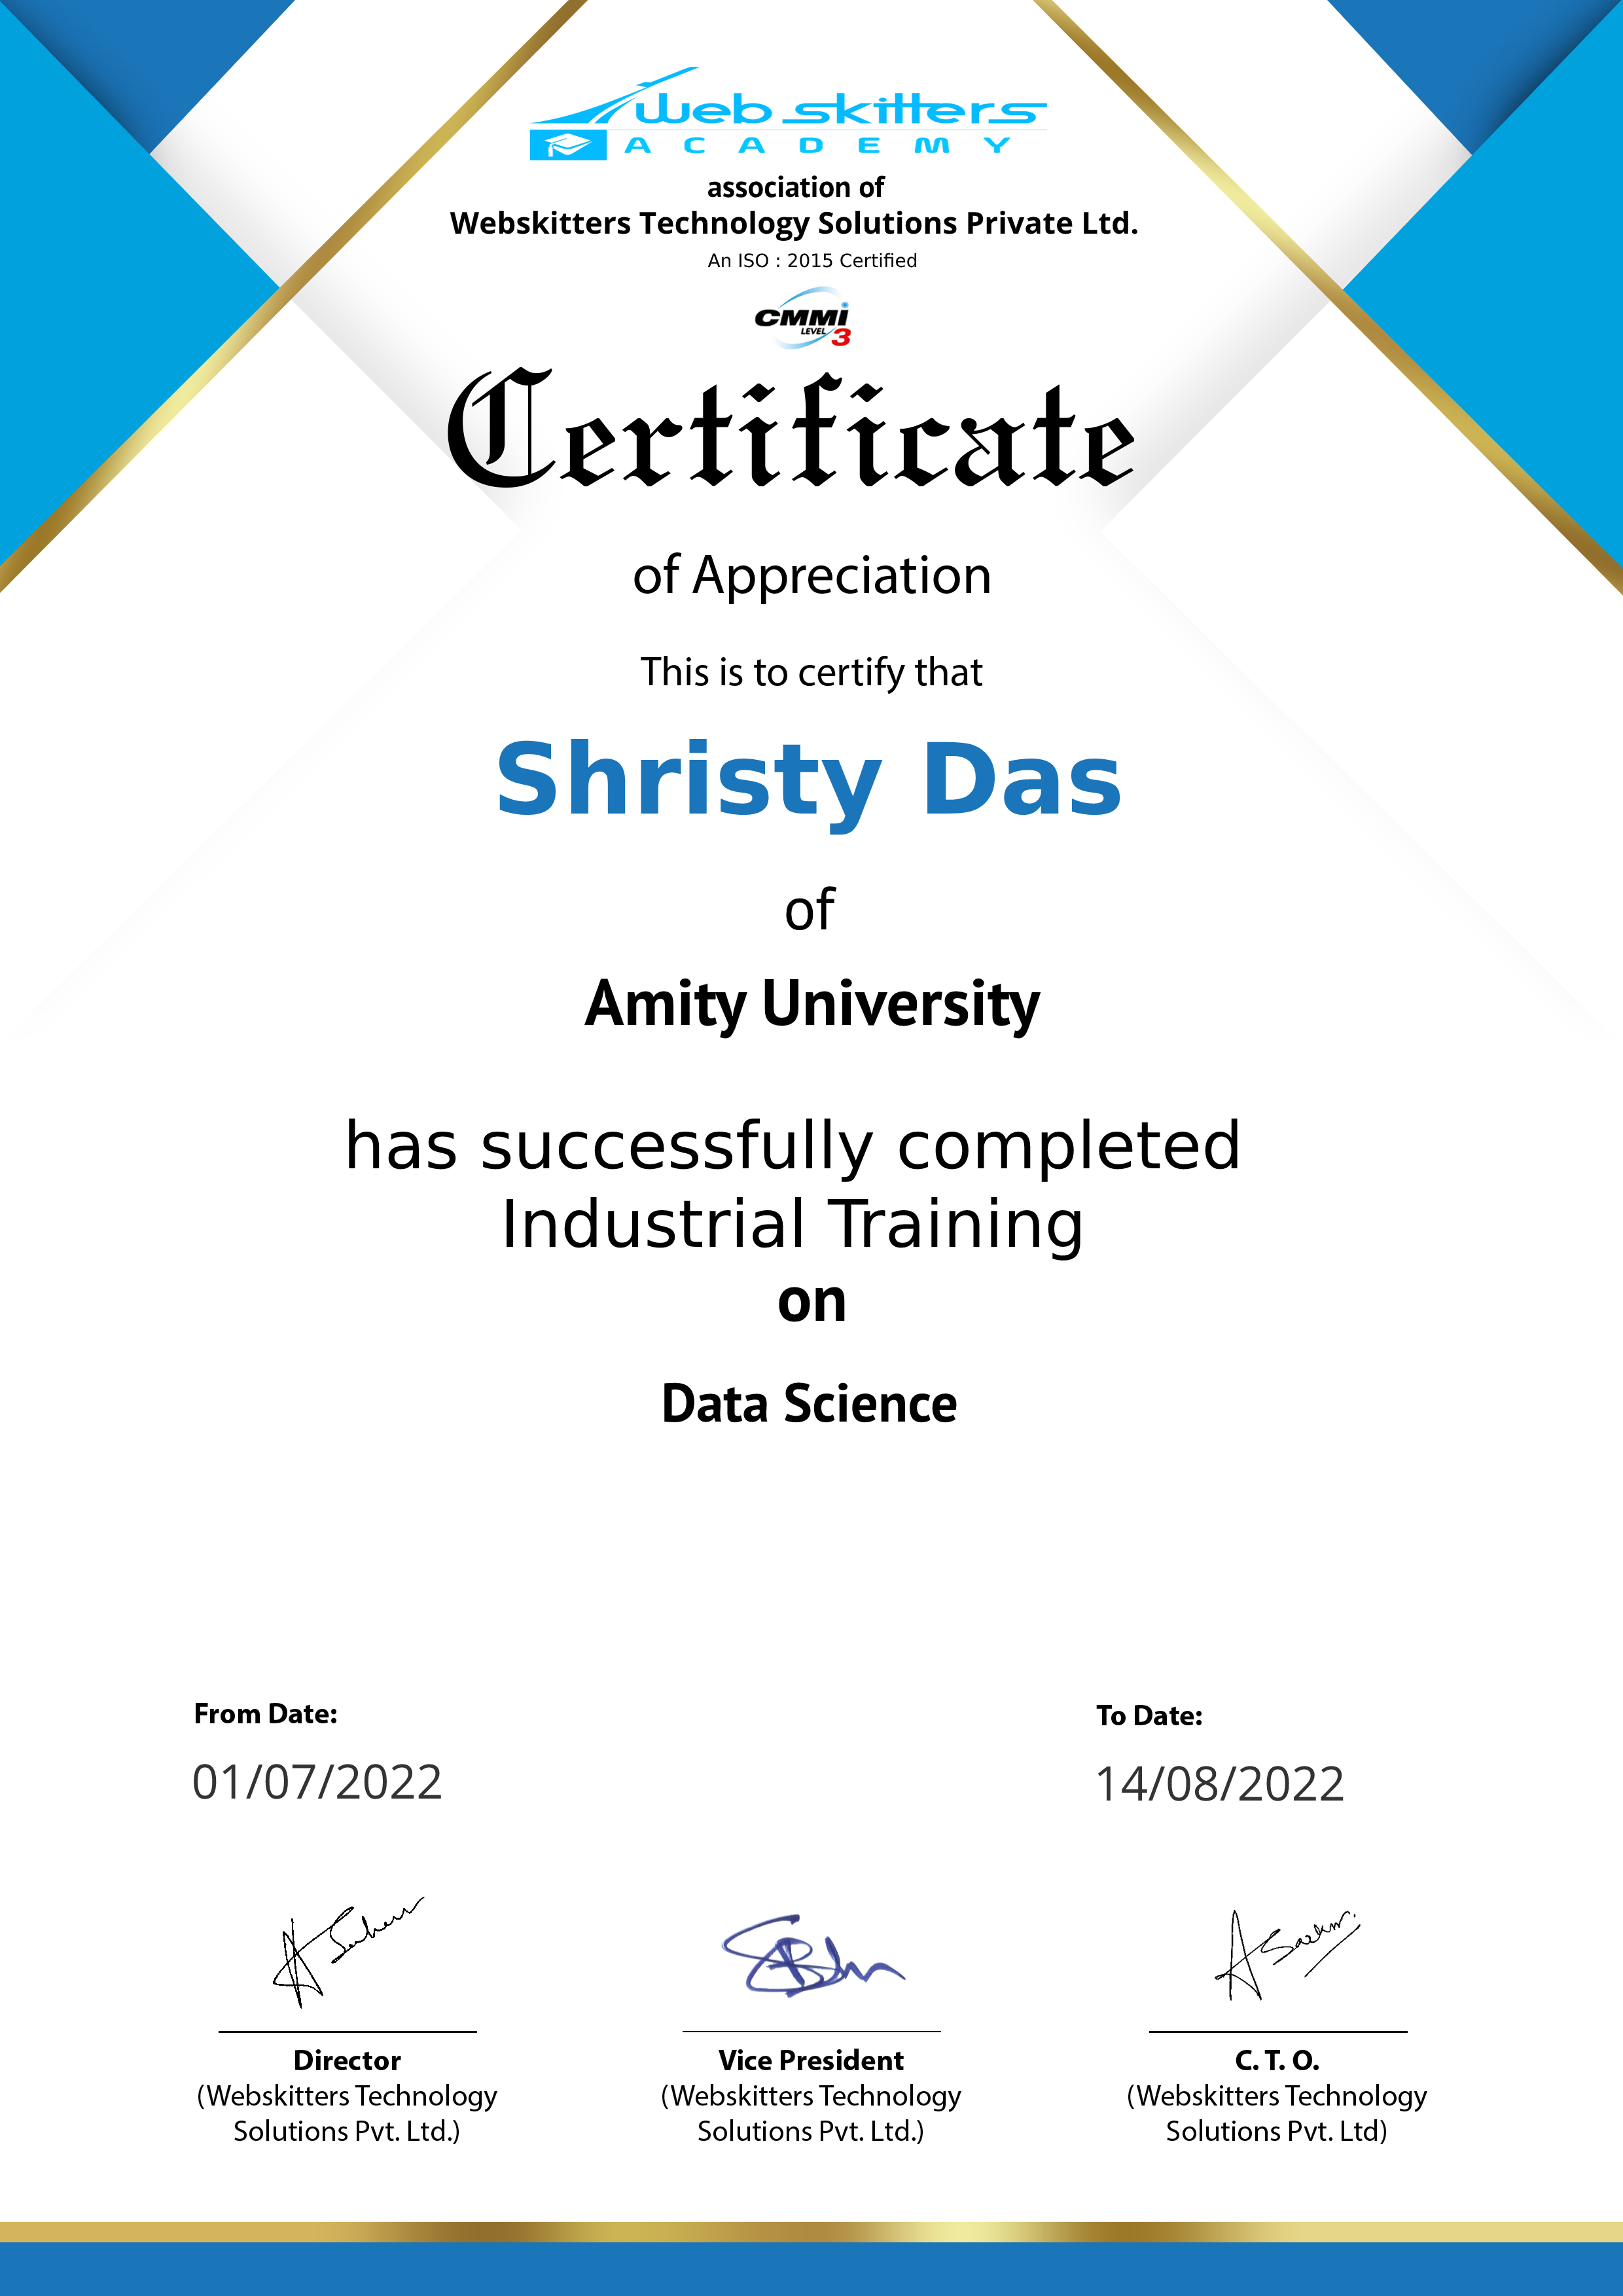 Web skitters
ACADEMY
association of
Webskitters Technology Solutions Private Ltd.
An ISO : 2015 Certified
CMMi
LEVEL 3
Certificate
of Appreciation
This is to certify that
Shristy Das
of
Amity University
has successfully completed
Industrial Training
on
Data Science
From Date:
To Date:
01/07/2022
14/08/2022
Director
Vice President
C. T. O.
(Webskitters Technology
(Webskitters Technology
(Webskitters Technology
Solutions Pvt. Ltd.)
Solutions Pvt. Ltd.)
Solutions Pvt. Ltd)